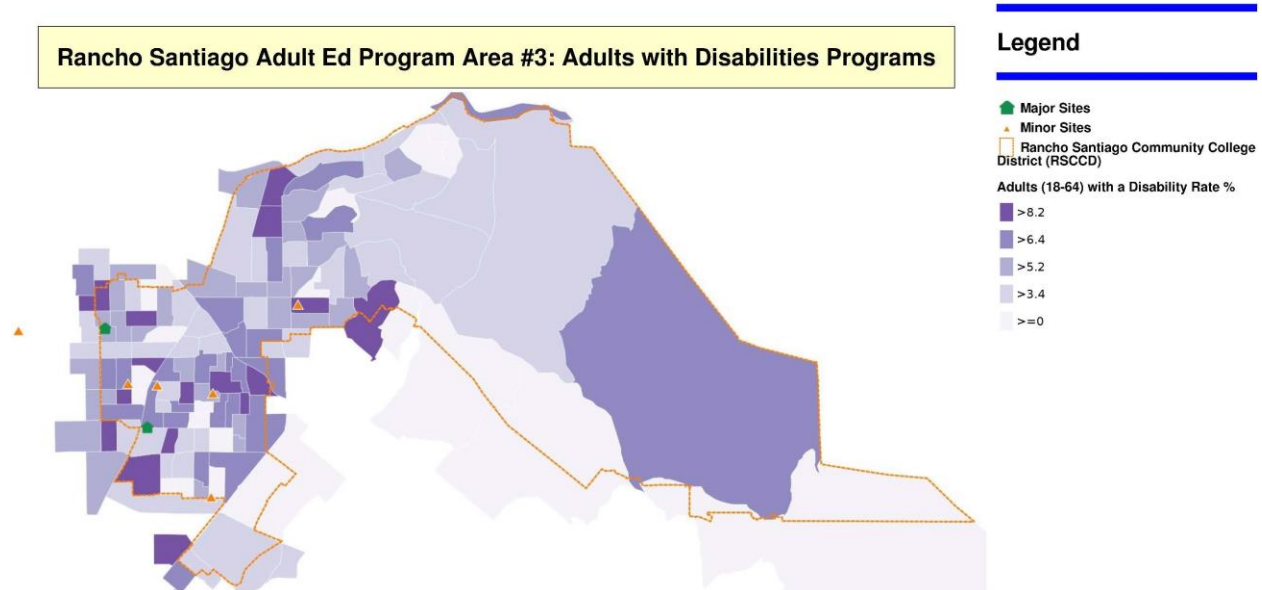 Rancho Santiago Adult Ed Program Area #3: Adults with Disabilities Programs
Legend
Major Sites
Minor Sites
Rancho Santiago Community College
District (RSCCD)
Adults (18-64) with a Disability Rate %
>8.2
>6.4
>5.2
>3.4
>=0